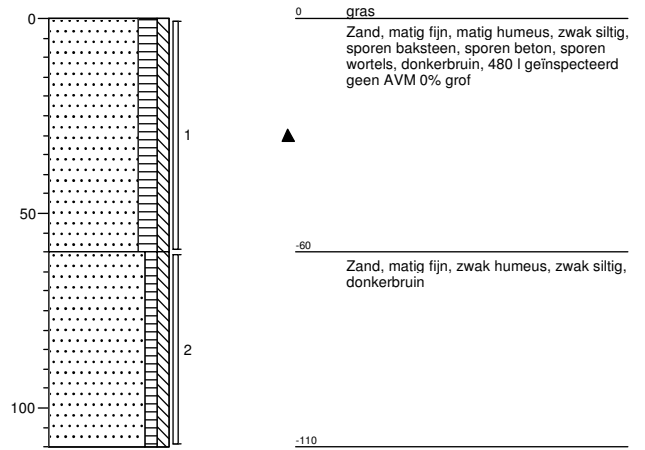 0
0
gras
Zand, matig fijn, matig humeus, zwak siltig,
sporen baksteen, sporen beton, sporen
wortels, donkerbruin, 480 l geïnspecteerd
geen AVM 0% grof
1
50
-60
Zand, matig fijn, zwak humeus, zwak siltig,
donkerbruin
2
100
-110